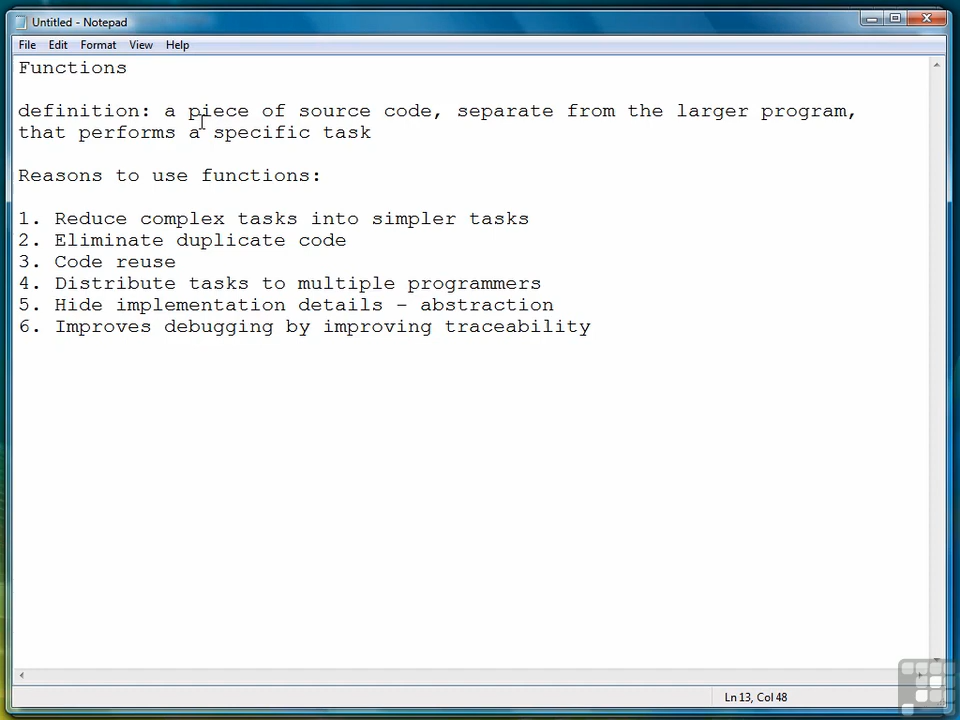 Untitled - Notepad
File Edit Format View Help
Functions
definition: a piece of source code, separate from the larger program,
that performs a specific task
Reasons to use functions:
1. Reduce complex tasks into simpler tasks
2. Eliminate duplicate code
3. Code reuse
4. Distribute tasks to multiple programmers
5. Hide implementation details - abstraction
6. Improves debugging by improving traceability
Ln 13, Col 48